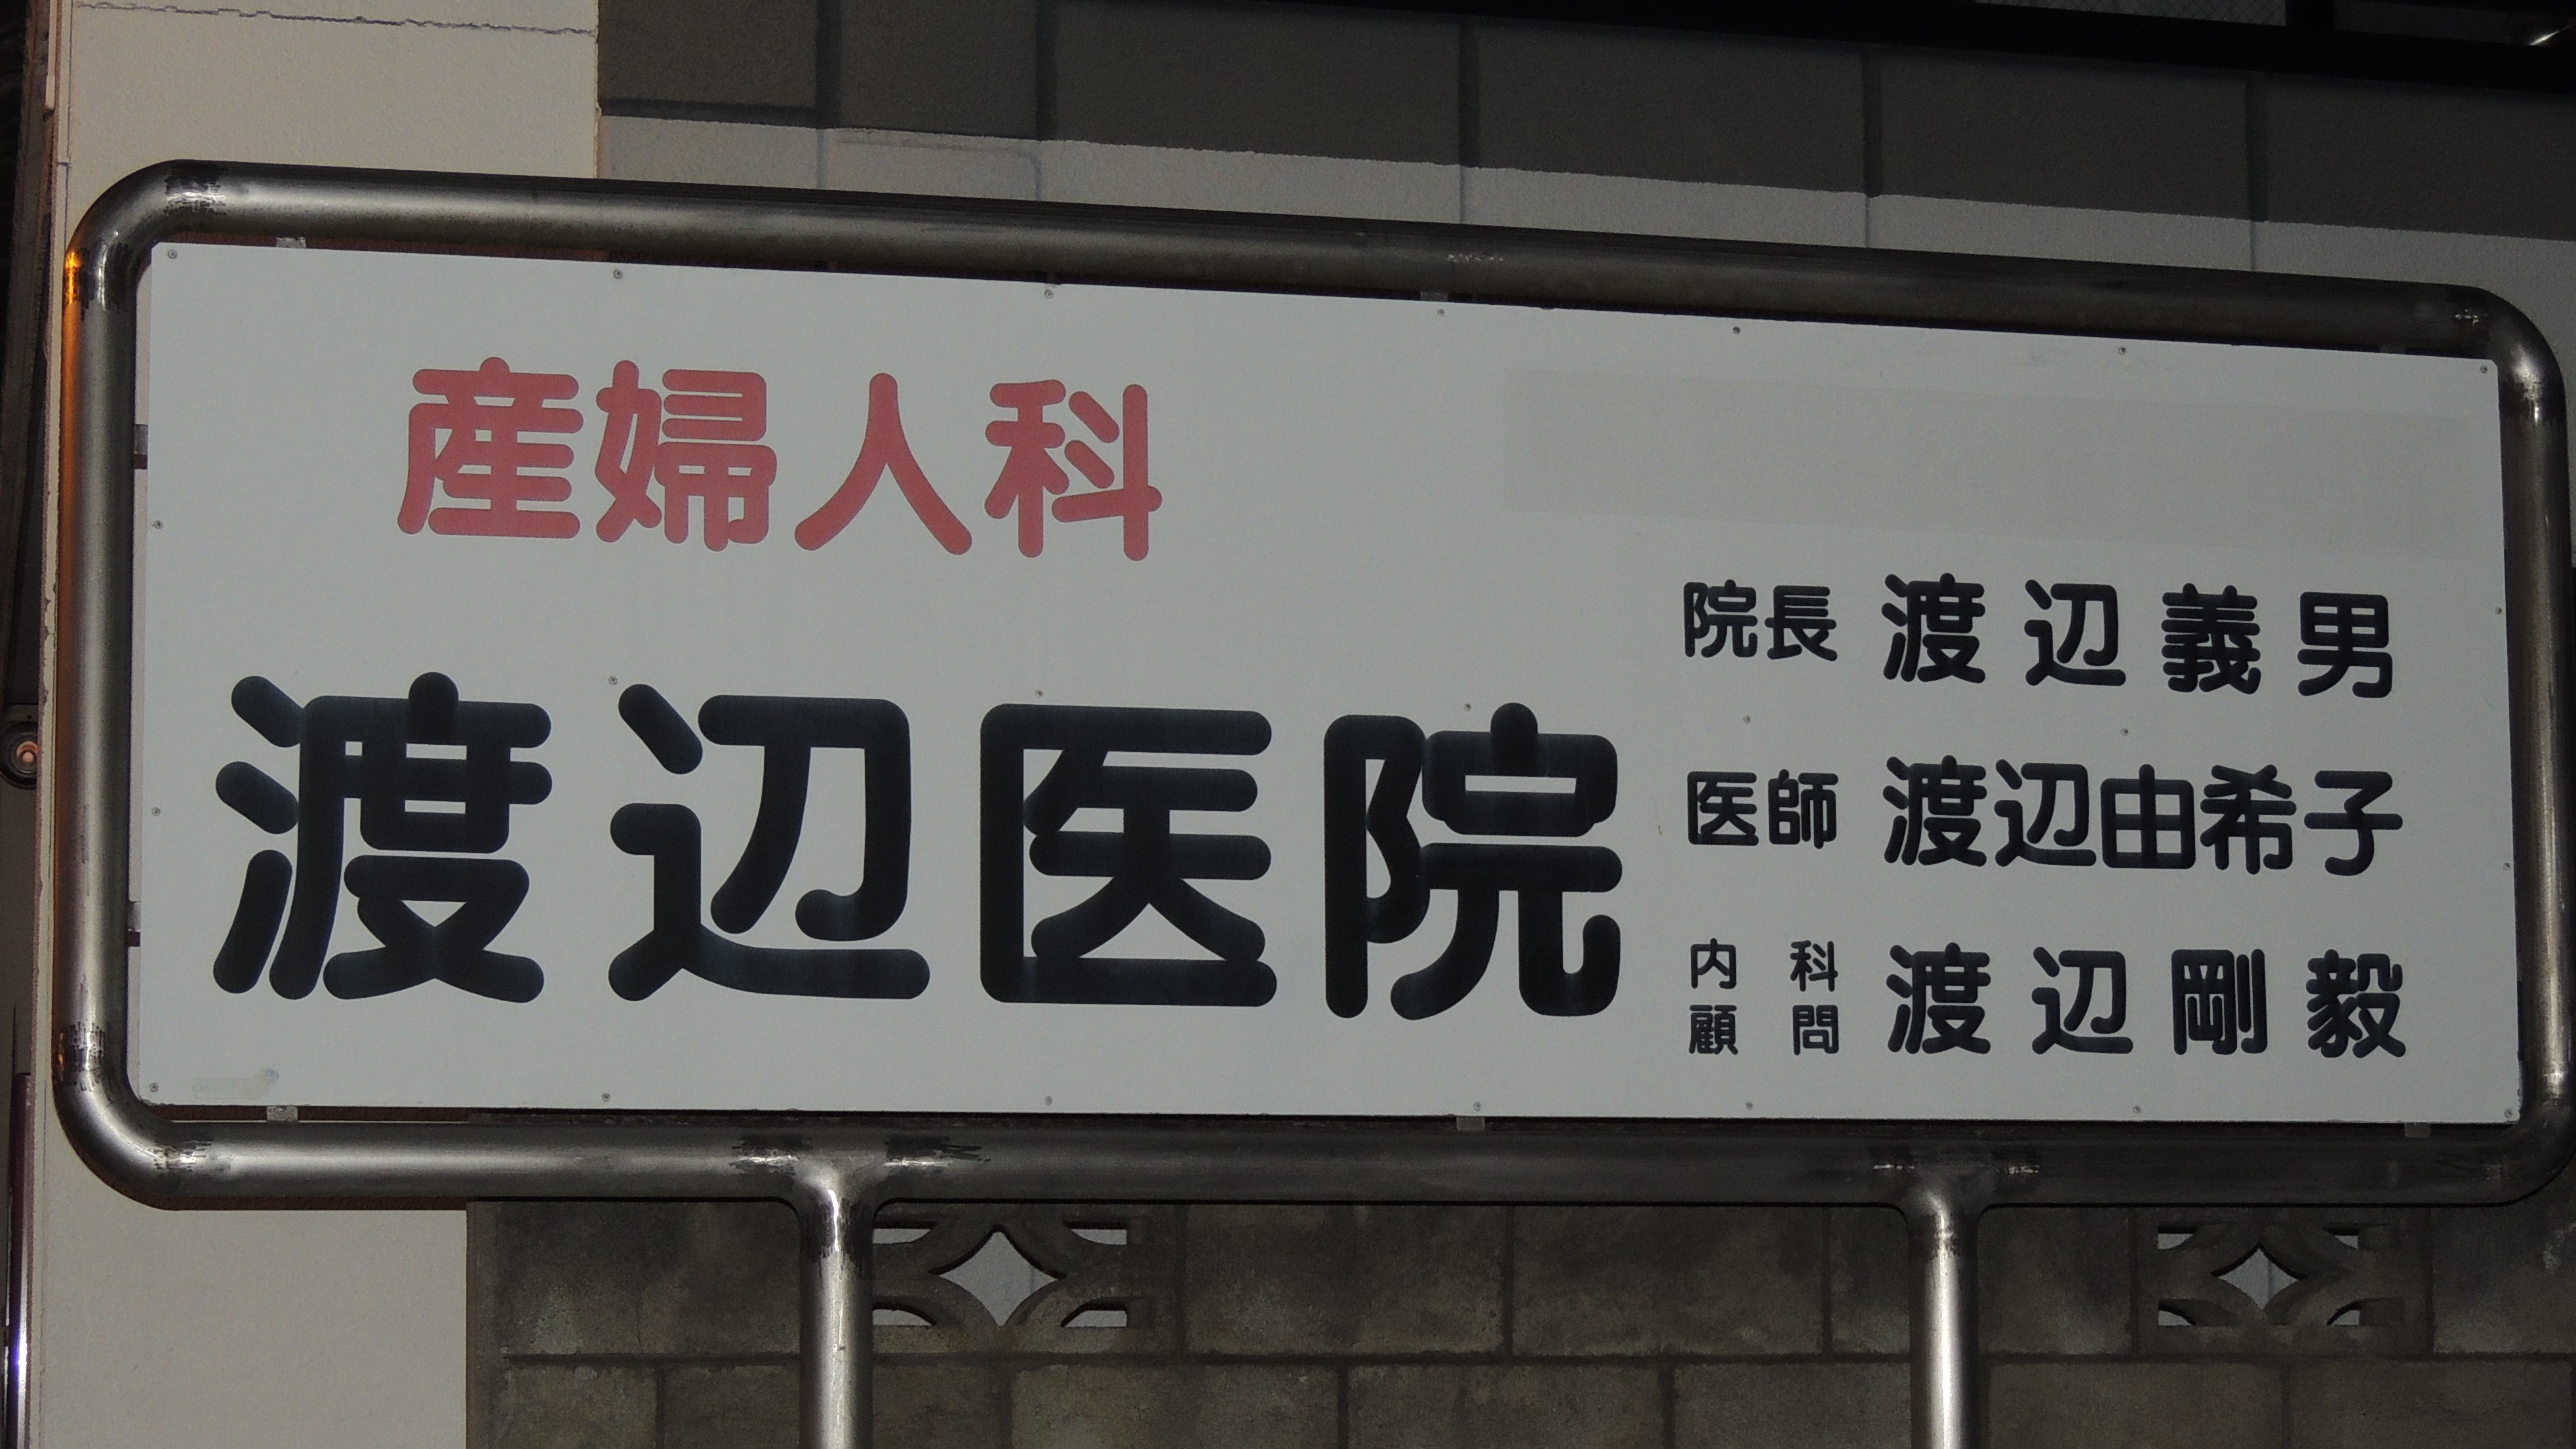 産婦人科
渡辺医院
院長 渡辺義男
医師 渡辺由希子
内科顧問 渡辺剛毅